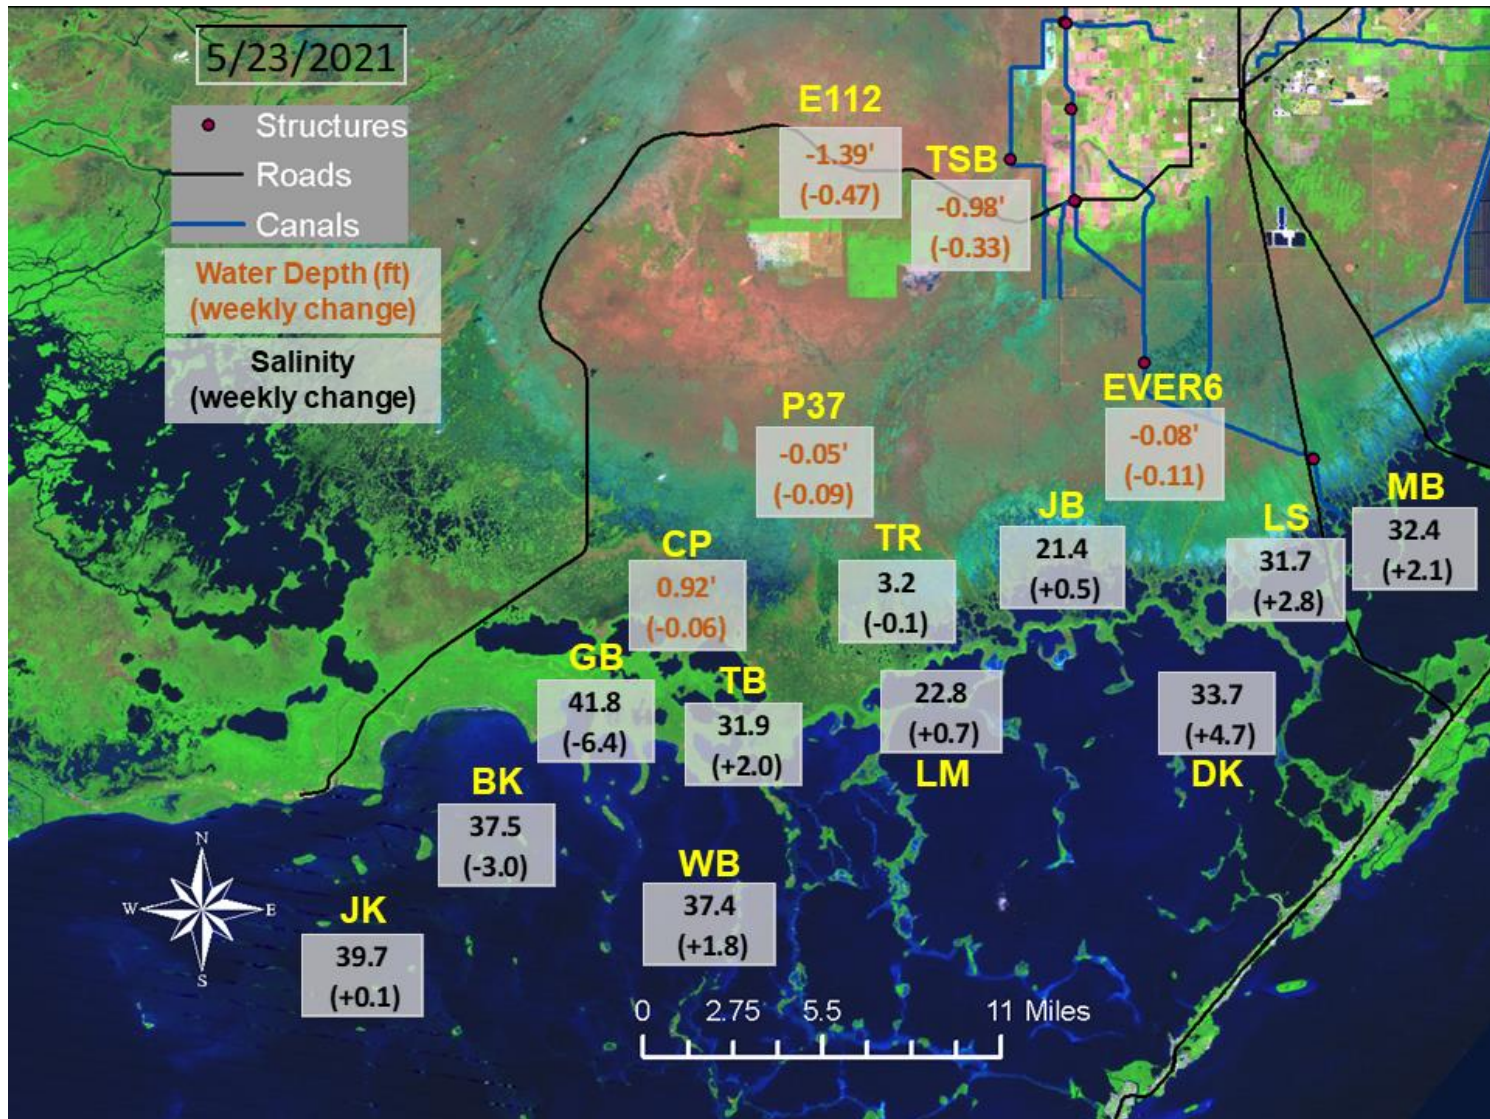 5/23/2021
Structures
Roads
Canals
Water Depth (ft)
(weekly change)
Salinity
(weekly change)
E112
-1.39'
(-0.47)
TSB
-0.98'
(-0.33)
P37
-0.05'
(-0.09)
EVER6
-0.08'
(-0.11)
MB
32.4
(+2.1)
JB
21.4
(+0.5)
LS
31.7
(+2.8)
CP
0.92'
(-0.06)
TR
3.2
(-0.1)
GB
41.8
(-6.4)
TB
31.9
(+2.0)
22.8
(+0.7)
LM
33.7
(+4.7)
DK
BK
37.5
(-3.0)
WB
37.4
(+1.8)
JK
39.7
(+0.1)
N
W E
S
0 2.75 5.5 11 Miles